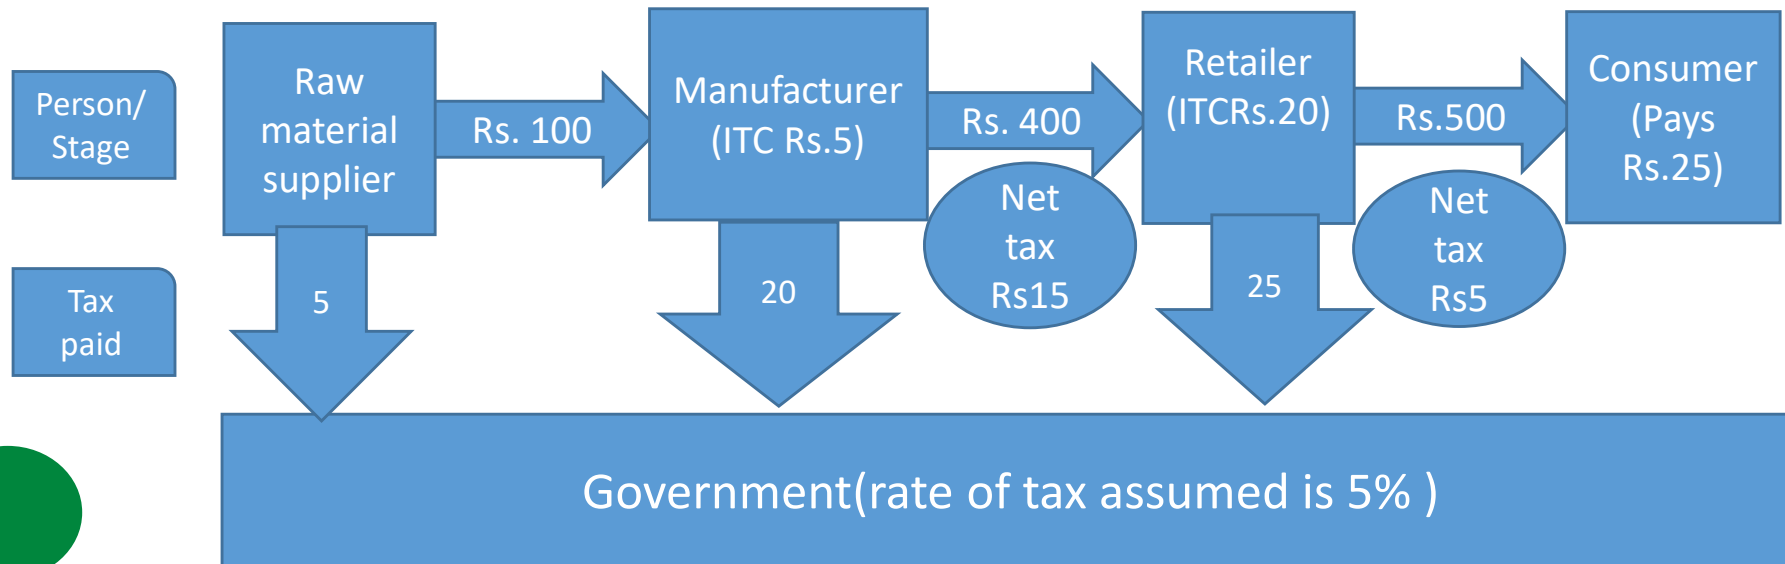 Person/
Stage
Raw
material
supplier
Rs. 100
Manufacturer
(ITC Rs.5)
Rs. 400
Retailer
(ITCRs.20)
Rs.500
Consumer
(Pays
Rs.25)
Net
tax
Rs15
Net
tax
Rs5
Tax
paid
5
20
25
Government(rate of tax assumed is 5% )